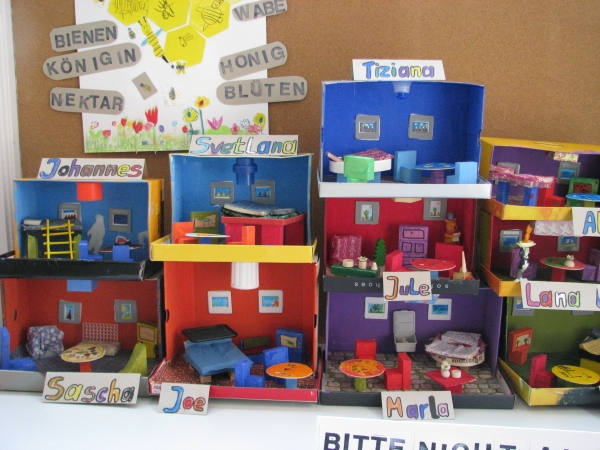 WABE
BIENEN
KÖNIGIN
HONIG
NEKTAR
BLÜTEN
Tiziana
Svetlana
Johannes
Jule
Lana
Sascha
Joe
Marla
BITTE NICHT